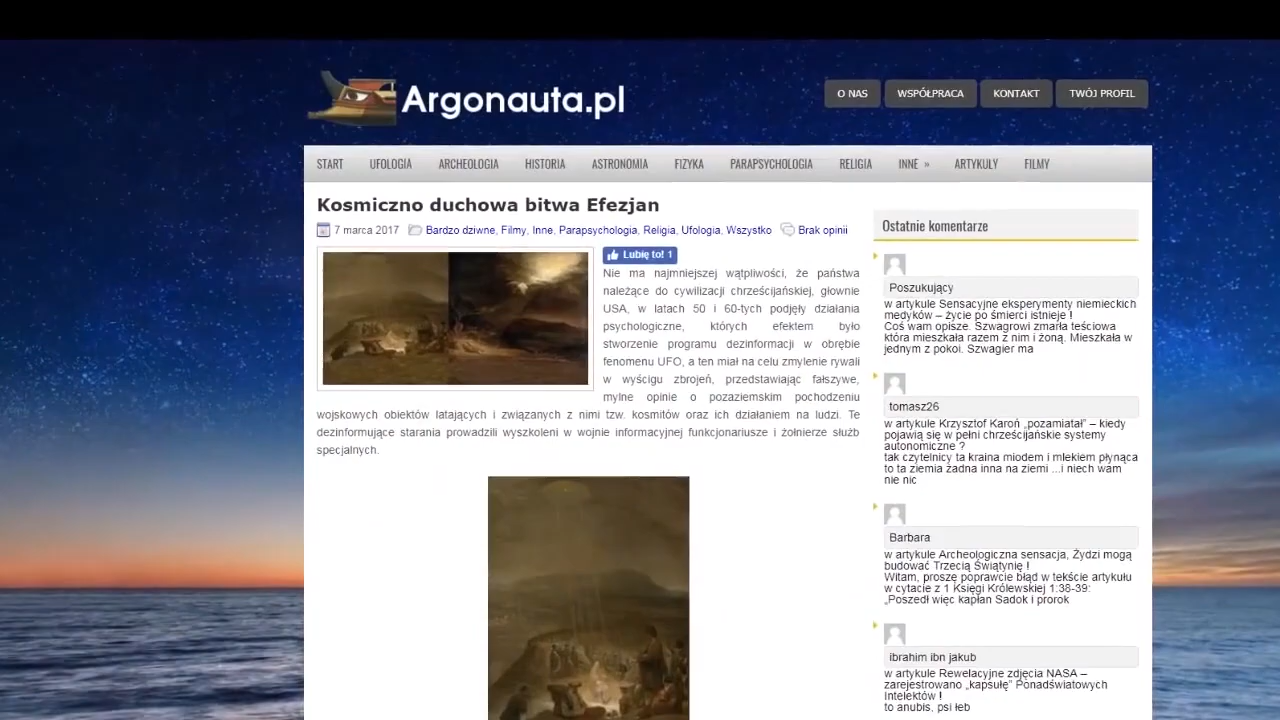 Argonauta.pl
O NAS
WSPÓŁPRACA
KONTAKT
TWÓJ PROFIL
START
UFOLOGIA
ARCHEOLOGIA
HISTORIA
ASTRONOMIA
FIZYKA
PARAPSYCHOLOGIA
RELIGIA
INNE »
ARTYKUŁY
FILMY
Kosmiczno duchowa bitwa Efezjan
7 marca 2017
Bardzo dziwne, Filmy, Inne, Parapsychologia, Religia, Ufologia, Wszystko
Brak opinii
Lubię to! 1
Nie ma najmniejszej wątpliwości, że państwa
należące do cywilizacji chrześcijańskiej, głownie
USA, w latach 50 i 60-tych podjęły działania
psychologiczne, których efektem było
stworzenie programu dezinformacji w obrębie
fenomenu UFO, a ten miał na celu zmylenie rywali
w wyścigu zbrojeń, przedstawiając fałszywe,
mylne opinie o pozaziemskim pochodzeniu
wojskowych obiektów latających i związanych z nimi tzw. kosmitów oraz ich działaniem na ludzi. Te
dezinformujące starania prowadzili wyszkoleni w wojnie informacyjnej funkcjonariusze i żołnierze służb
specjalnych.
Ostatnie komentarze
Poszukujący
w artykule Sensacyjne eksperymenty niemieckich
medyków – życie po śmierci istnieje !
Coś wam opisze. Szwagrowi zmarła teściowa
która mieszkała razem z nim i żoną. Mieszkała w
jednym z pokoi. Szwagier ma
tomasz26
w artykule Krzysztof Karoń „pozamiatał” – kiedy
pojawią się w pełni chrześcijańskie systemy
autonomiczne ?
tak czytelnicy ta kraina miodem i mlekiem płynąca
to ta ziemia żadna inna na ziemi ...i niech wam
nie nic
Barbara
w artykule Archeologiczna sensacja, Żydzi mogą
budować Trzecią Świątynię !
Witam, proszę poprawcie błąd w tekście artykułu
w cytacie z 1 Księgi Królewskiej 1:38-39:
„Poszedł więc kapłan Sadok i prorok
ibrahim ibn jakub
w artykule Rewelacyjne zdjęcia NASA –
zarejestrowano „kapsułę” Ponadświatowych
Intelektów !
to anubis, psi łeb